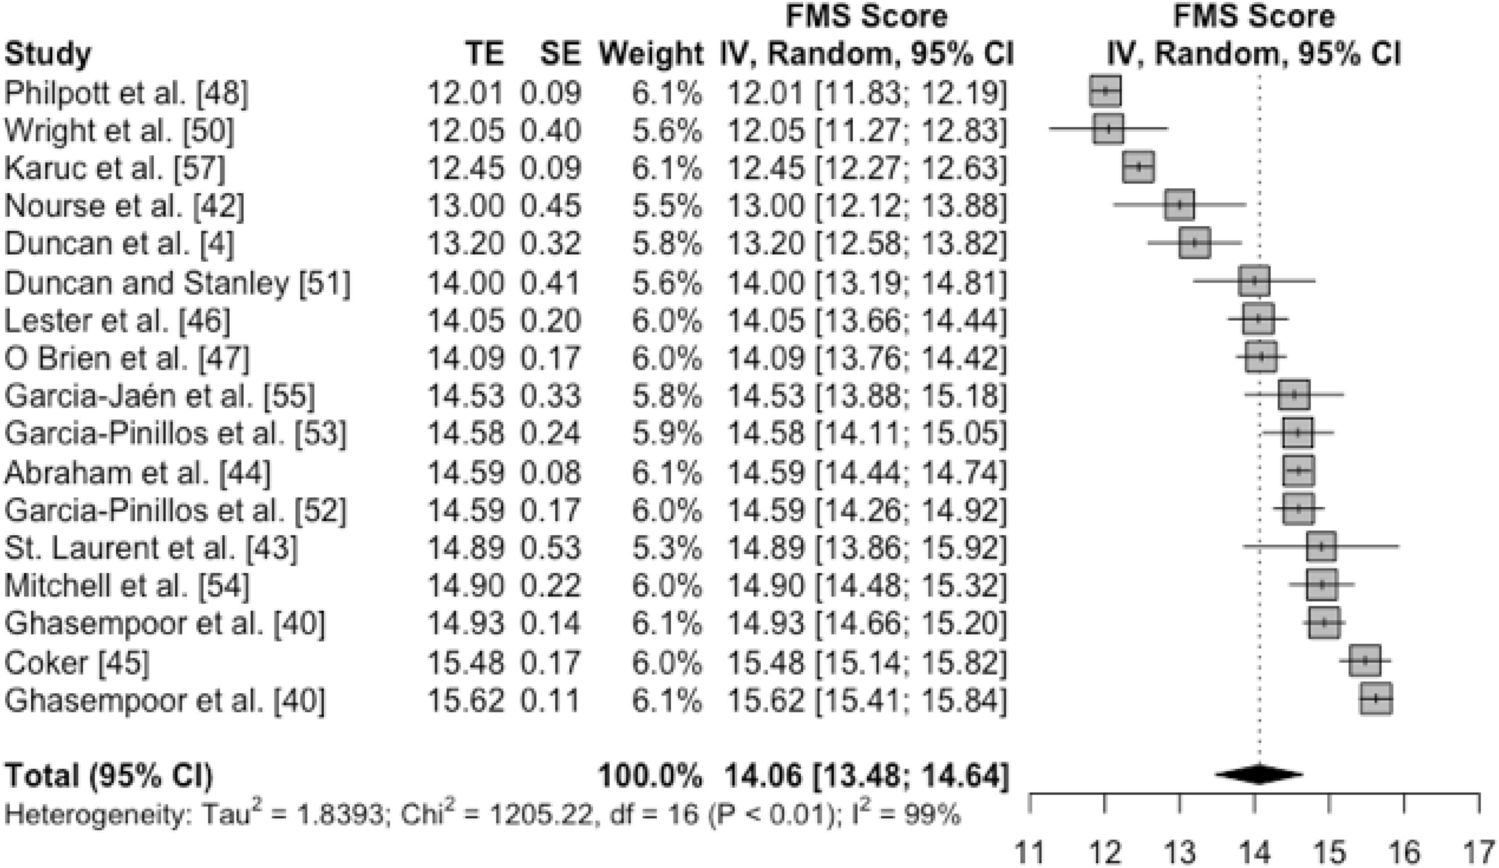 FMS Score FMS Score
Study TE SE Weight IV, Random, 95% CI IV, Random, 95% CI
Philpott et al. [48] 12.01 0.09 6.1% 12.01 [11.83; 12.19]
Wright et al. [50] 12.05 0.40 5.6% 12.05 [11.27; 12.83]
Karuc et al. [57] 12.45 0.09 6.1% 12.45 [12.27; 12.63]
Nourse et al. [42] 13.00 0.45 5.5% 13.00 [12.12; 13.88]
Duncan et al. [4] 13.20 0.32 5.8% 13.20 [12.58; 13.82]
Duncan and Stanley [51] 14.00 0.41 5.6% 14.00 [13.19; 14.81]
Lester et al. [46] 14.05 0.20 6.0% 14.05 [13.66; 14.44]
O Brien et al. [47] 14.09 0.17 6.0% 14.09 [13.76; 14.42]
Garcia-Jaén et al. [55] 14.53 0.33 5.8% 14.53 [13.88; 15.18]
Garcia-Pinillos et al. [53] 14.58 0.24 5.9% 14.58 [14.11; 15.05]
Abraham et al. [44] 14.59 0.08 6.1% 14.59 [14.44; 14.74]
Garcia-Pinillos et al. [52] 14.59 0.17 6.0% 14.59 [14.26; 14.92]
St. Laurent et al. [43] 14.89 0.53 5.3% 14.89 [13.86; 15.92]
Mitchell et al. [54] 14.90 0.22 6.0% 14.90 [14.48; 15.32]
Ghasempoor et al. [40] 14.93 0.14 6.1% 14.93 [14.66; 15.20]
Coker [45] 15.48 0.17 6.0% 15.48 [15.14; 15.82]
Ghasempoor et al. [40] 15.62 0.11 6.1% 15.62 [15.41; 15.84]
Total (95% CI) 100.0% 14.06 [13.48; 14.64]
Heterogeneity: Tau² = 1.8393; Chi² = 1205.22, df = 16 (P < 0.01); I² = 99%
11 12 13 14 15 16 17